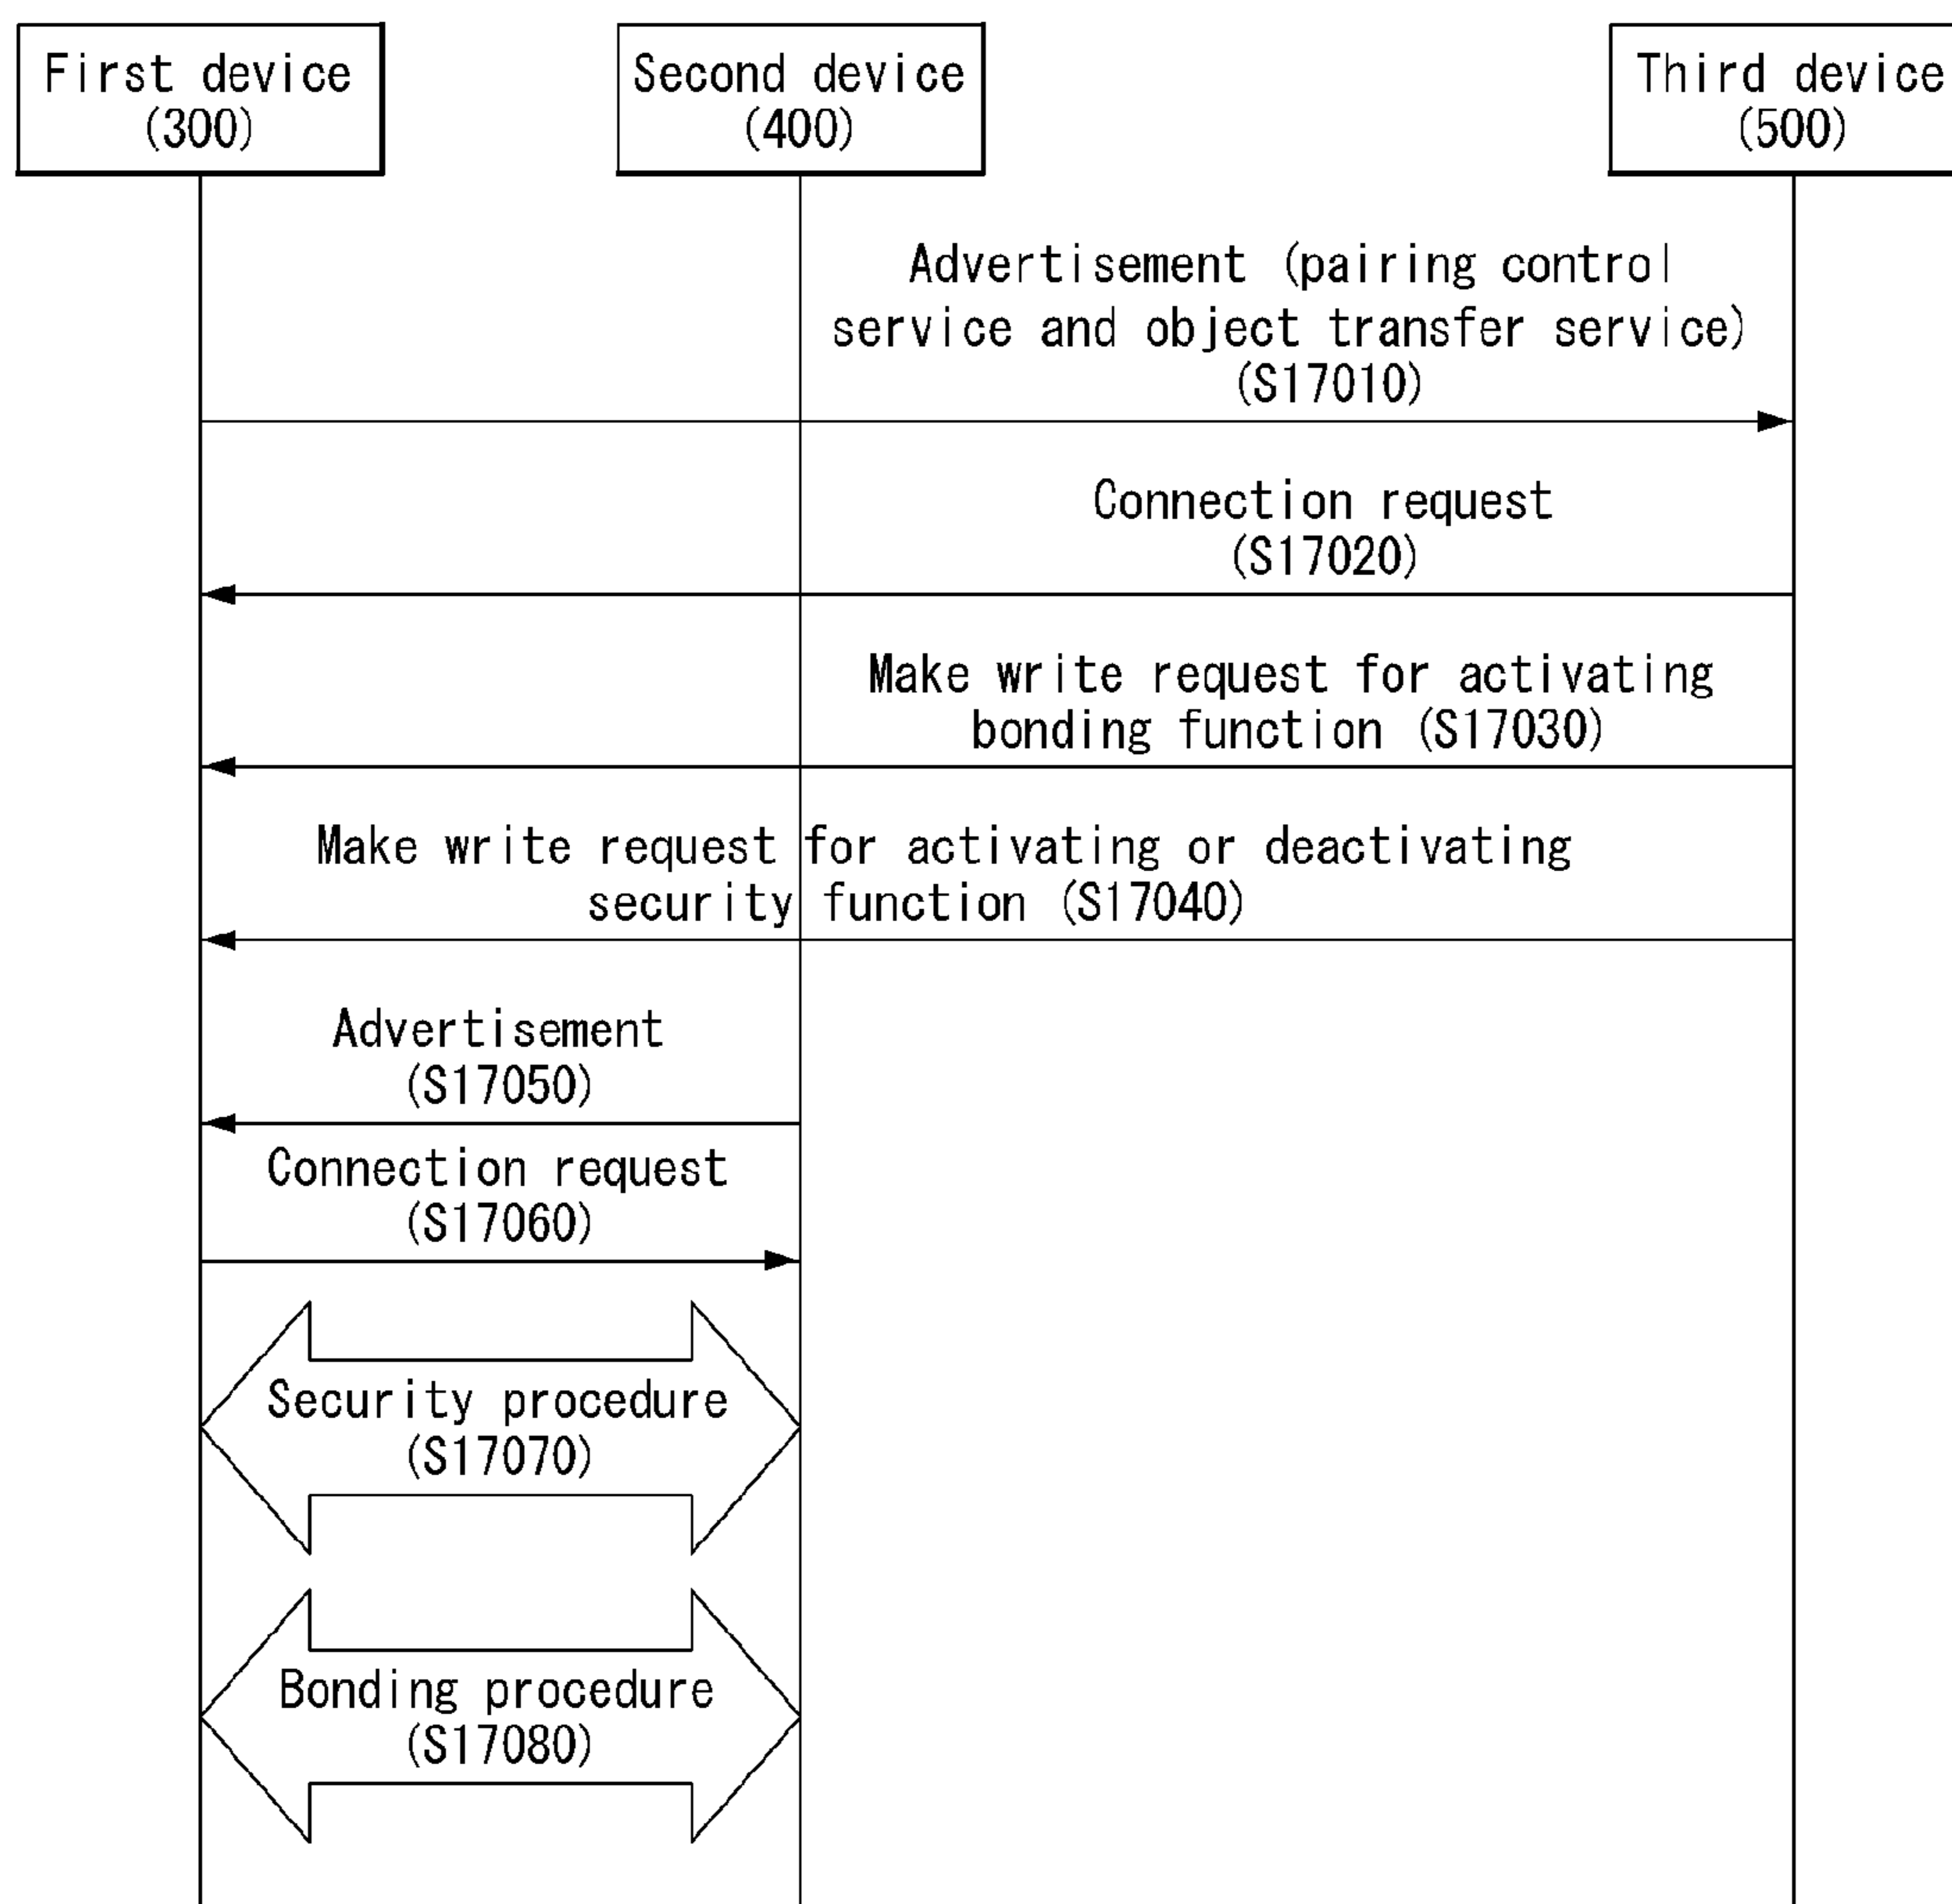 First device
(300)
Second device
(400)
Third device
(500)
Advertisement (pairing control
service and object transfer service)
(S17010)
Connection request
(S17020)
Make write request for activating
bonding function (S17030)
Make write request for activating or deactivating
security function (S17040)
Advertisement
(S17050)
Connection request
(S17060)
Security procedure
(S17070)
Bonding procedure
(S17080)